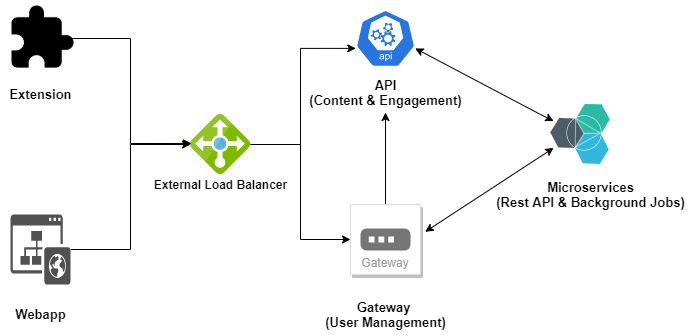 Extension
api
API
(Content & Engagement)
External Load Balancer
Microservices
(Rest API & Background Jobs)
Gateway
Webapp
Gateway
(User Management)